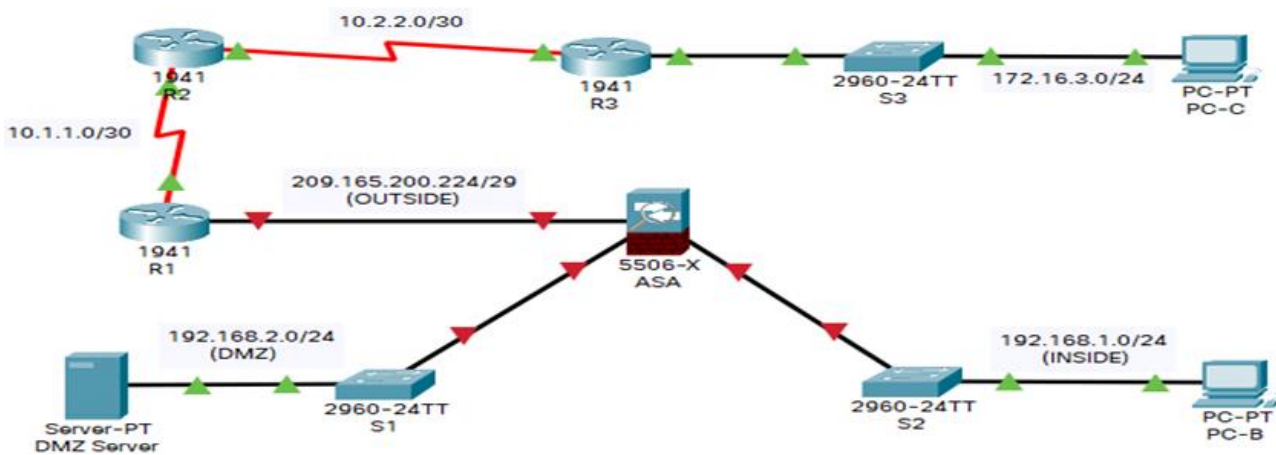 10.2.2.0/30
1941
R2
1941
R3
2960-24TT
S3
172.16.3.0/24
PC-PT
PC-C
10.1.1.0/30
209.165.200.224/29
(OUTSIDE)
1941
R1
5506-X
ASA
192.168.2.0/24
(DMZ)
192.168.1.0/24
(INSIDE)
Server-PT
DMZ Server
2960-24TT
S1
2960-24TT
S2
PC-PT
PC-B